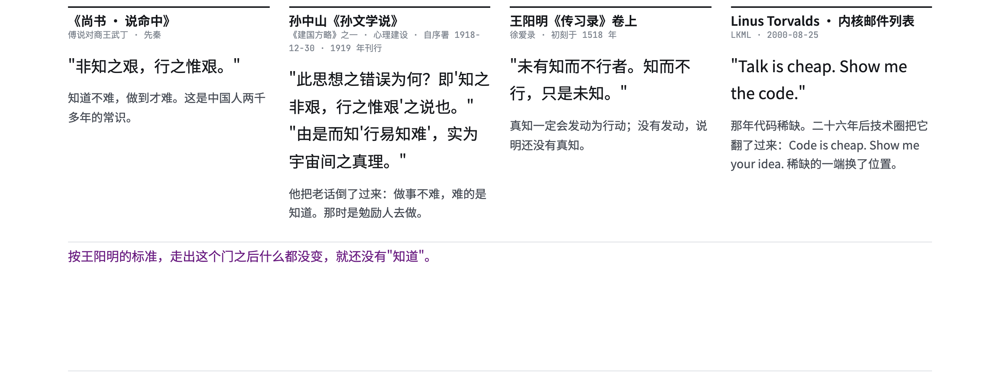 《尚书 · 说命中》
傅说对商王武丁 · 先秦
"非知之艰，行之惟艰。"
知道不难，做到才难。这是中国人两千
多年的常识。
孙中山《孙文学说》
《建国方略》之一 · 心理建设 · 自序署 1918-
12-30 · 1919 年刊行
"此思想之错误为何？即'知之
非艰，行之惟艰'之说也。"
"由是而知'行易知难'，实为
宇宙间之真理。"
他把老话倒了过来：做事不难，难的是
知道。那时是勉励人去做。
王阳明《传习录》卷上
徐爱录 · 初刻于 1518 年
"未有知而不行者。知而不
行，只是未知。"
真知一定会发动为行动；没有发动，说
明还没有真知。
Linus Torvalds · 内核邮件列表
LKML · 2000-08-25
"Talk is cheap. Show me
the code."
那年代码稀缺。二十六年后技术圈把它
翻了过来：Code is cheap. Show me
your idea. 稀缺的一端换了位置。
按王阳明的标准，走出这个门之后什么都没变，就还没有"知道"。